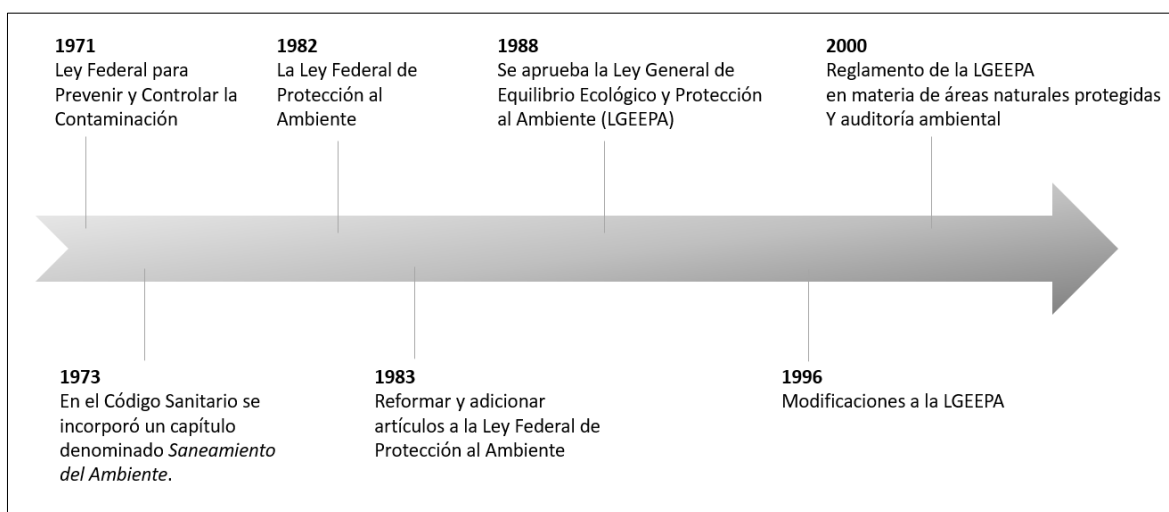 1971
Ley Federal para
Prevenir y Controlar la
Contaminación
1982
La Ley Federal de
Protección al
Ambiente
1988
Se aprueba la Ley General de
Equilibrio Ecológico y Protección
al Ambiente (LGEEPA)
2000
Reglamento de la LGEEPA
en materia de áreas naturales protegidas
Y auditoría ambiental
1973
En el Código Sanitario se
incorporó un capítulo
denominado Saneamiento
del Ambiente.
1983
Reformar y adicionar
artículos a la Ley Federal de
Protección al Ambiente
1996
Modificaciones a la LGEEPA